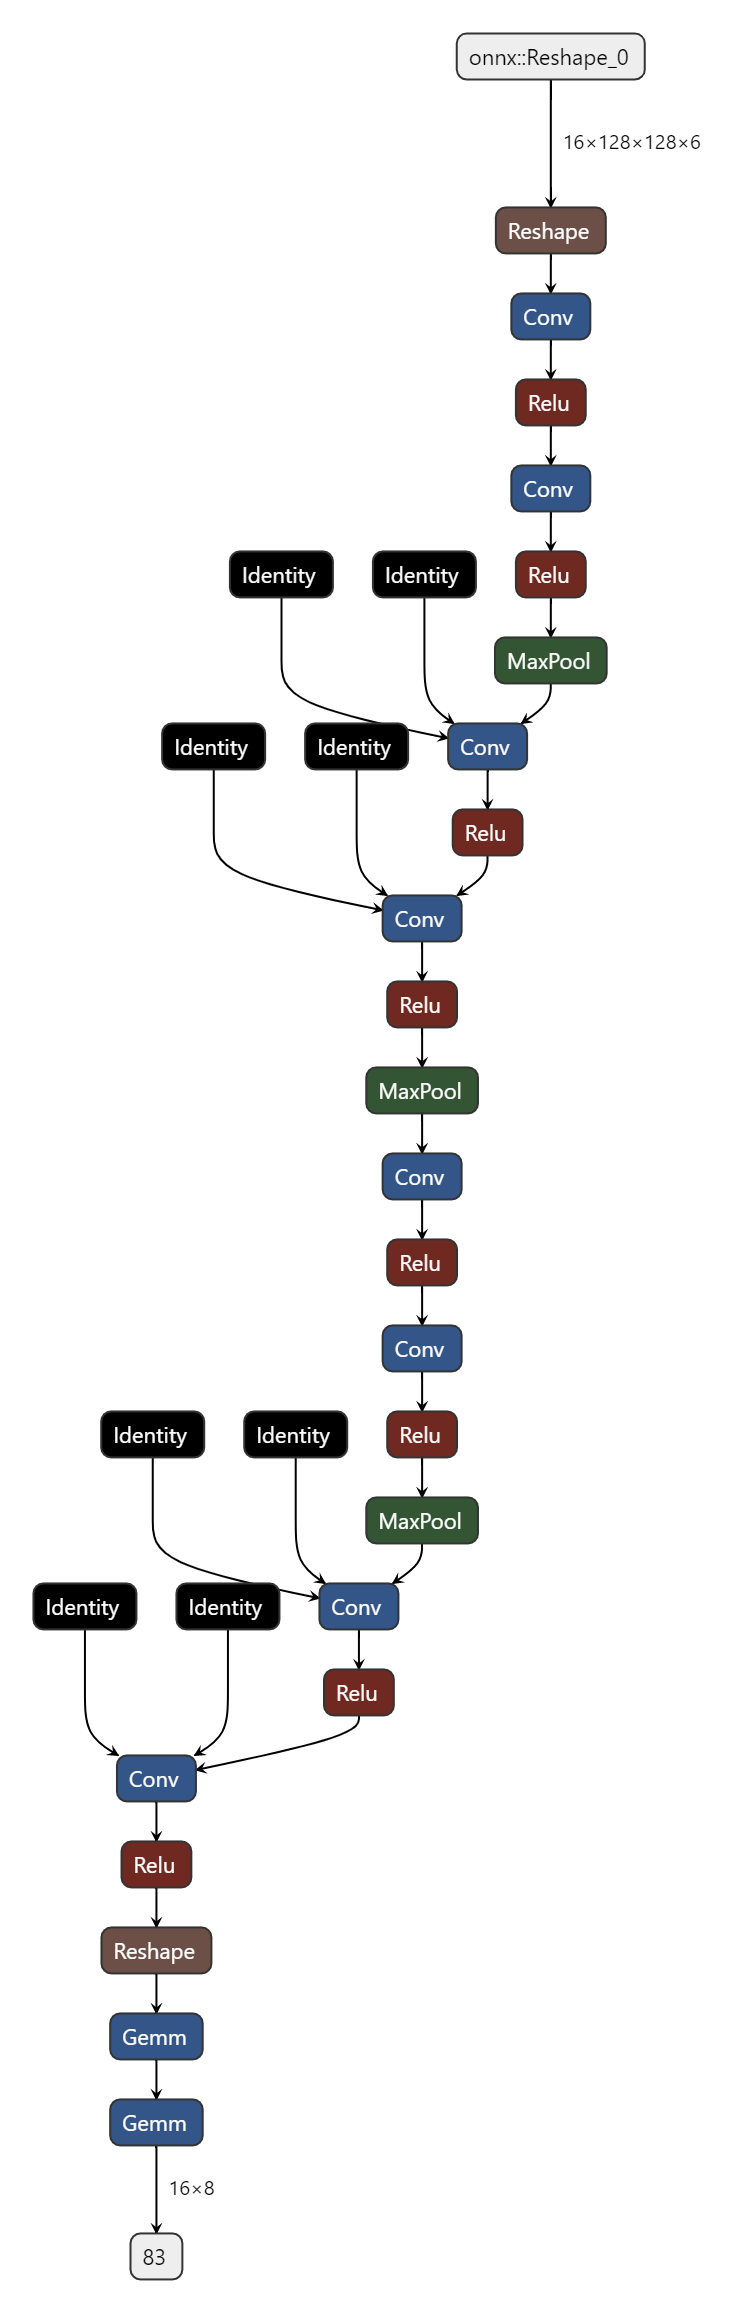 onnx::Reshape_0
16×128×128×6
Reshape
Conv
Relu
Conv
Identity Identity Relu
MaxPool
Identity Identity Conv
Relu
Conv
Relu
MaxPool
Conv
Relu
Conv
Identity Identity Relu
MaxPool
Identity Identity Conv
Relu
Conv
Relu
Reshape
Gemm
Gemm
16×8
83